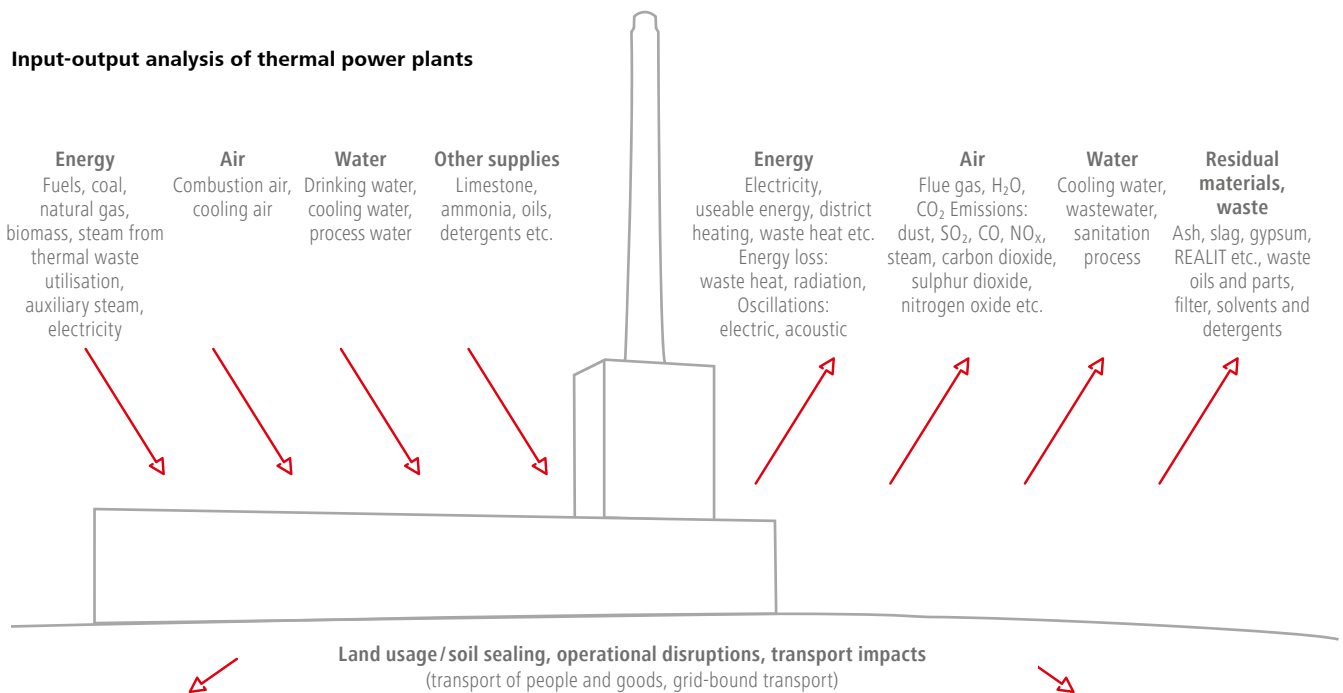 Input-output analysis of thermal power plants
Energy
Fuels, coal,
natural gas,
biomass, steam from
thermal waste
utilisation,
auxiliary steam,
electricity
Air
Combustion air,
cooling air
Water
Drinking water,
cooling water,
process water
Other supplies
Limestone,
ammonia, oils,
detergents etc.
Energy
Electricity,
useable energy, district
heating, waste heat etc.
Energy loss:
waste heat, radiation,
Oscillations:
electric, acoustic
Air
Flue gas, H₂O,
CO₂ Emissions:
dust, SO₂, CO, NOₓ,
steam, carbon dioxide,
sulphur dioxide,
nitrogen oxide etc.
Water
Cooling water,
wastewater,
sanitation
process
Residual
materials,
waste
Ash, slag, gypsum,
REALIT etc., waste
oils and parts,
filter, solvents and
detergents
Land usage/soil sealing, operational disruptions, transport impacts
(transport of people and goods, grid-bound transport)